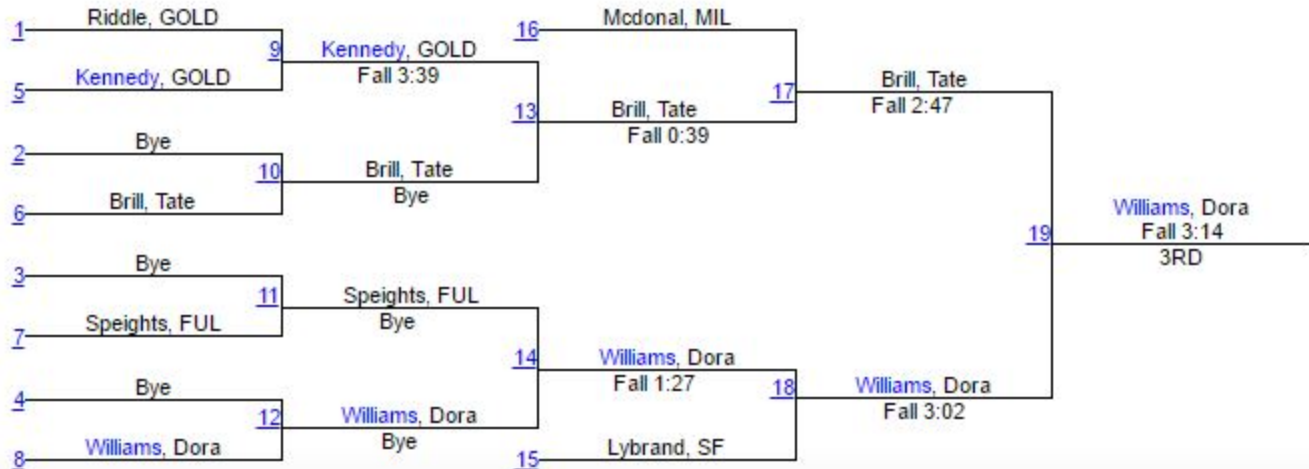 Riddle, GOLD
1
9
Kennedy, GOLD
5
Kennedy, GOLD
Fall 3:39
Bye
2
10
Brill, Tate
6
Brill, Tate
Bye
13
Mcdonal, MIL
16
17
Brill, Tate
Fall 0:39
Brill, Tate
Fall 2:47
Bye
3
11
Speights, FUL
7
Speights, FUL
Bye
14
Bye
4
12
Williams, Dora
8
Williams, Dora
Bye
Williams, Dora
Fall 1:27
18
Lybrand, SF
15
Williams, Dora
Fall 3:02
19
Williams, Dora
Fall 3:14
3RD